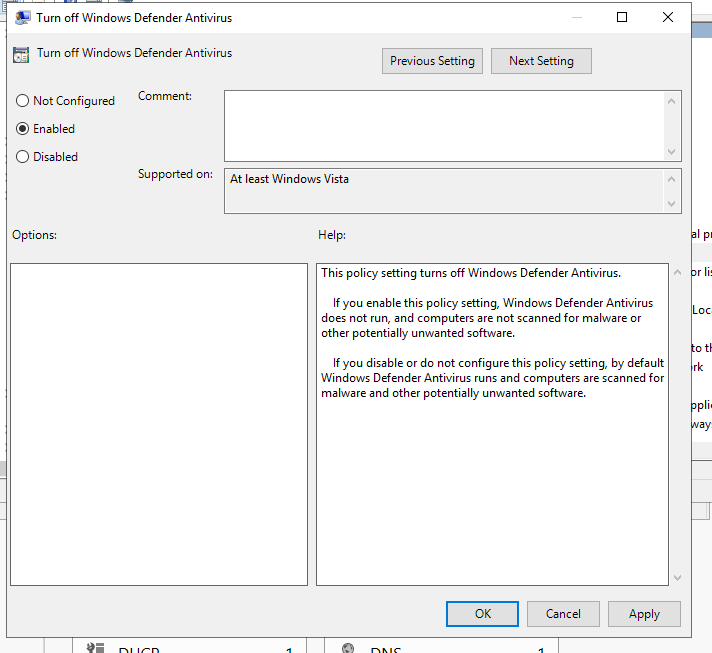 Turn off Windows Defender Antivirus
Turn off Windows Defender Antivirus
Previous Setting
Next Setting
Not Configured
Enabled
Disabled
Comment:
Supported on:
At least Windows Vista
Options:
Help:
This policy setting turns off Windows Defender Antivirus.
If you enable this policy setting, Windows Defender Antivirus
does not run, and computers are not scanned for malware or
other potentially unwanted software.
If you disable or do not configure this policy setting, by default
Windows Defender Antivirus runs and computers are scanned for
malware and other potentially unwanted software.
OK
Cancel
Apply
al pr
or lis
Loca
to th
rk
pplic
ways
DHCP
1
DNS
1